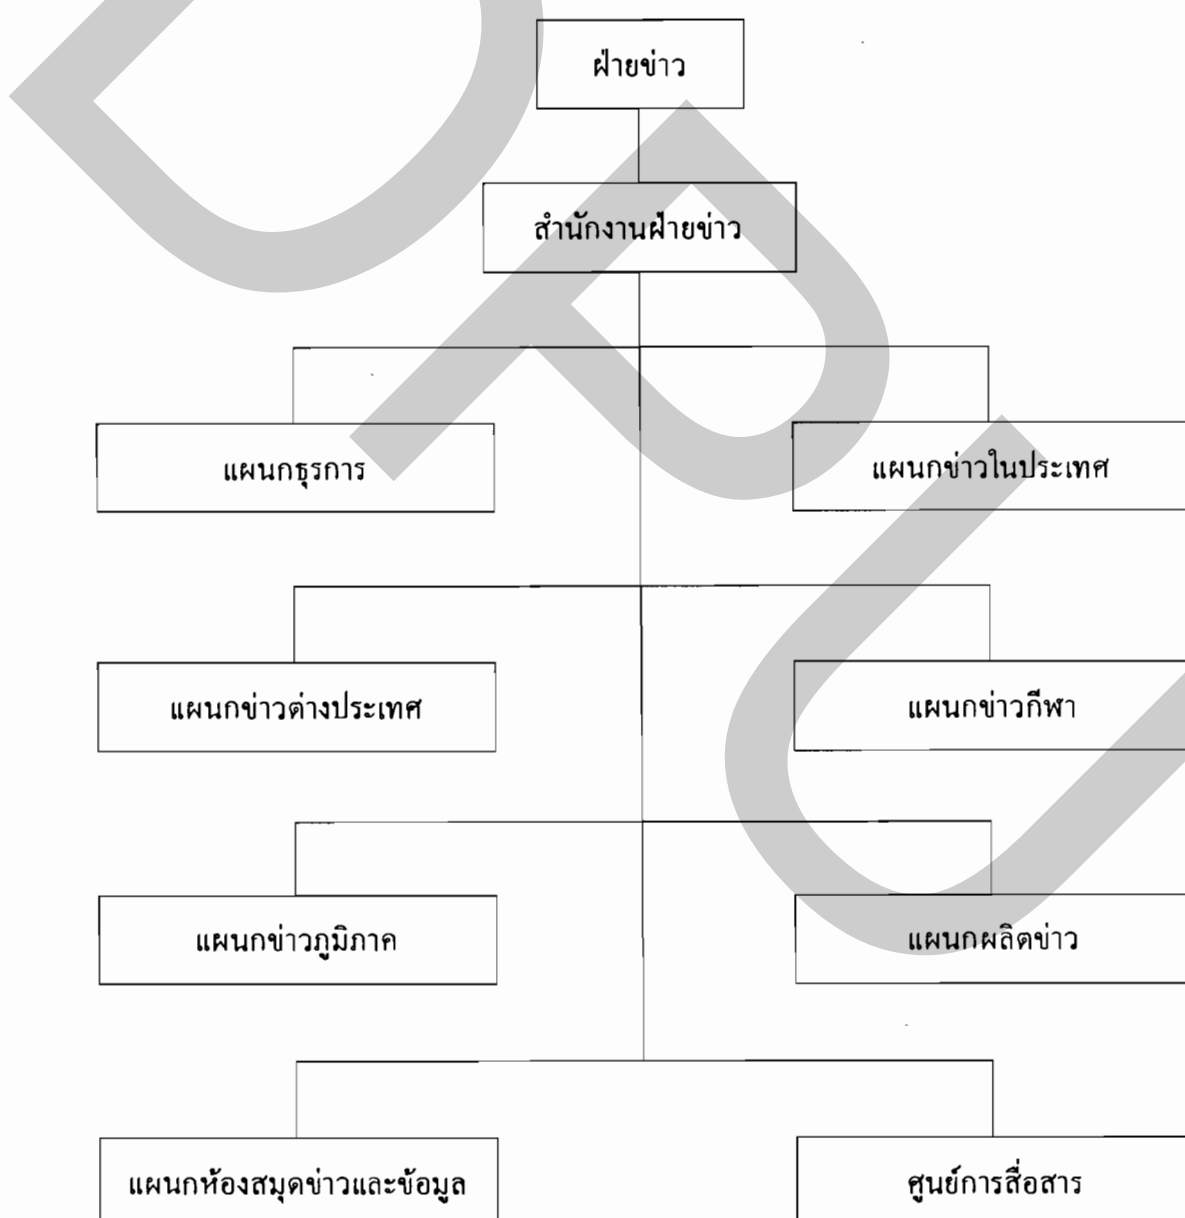 ฝ่ายข่าว
สำนักงานฝ่ายข่าว
แผนกธุรการ
แผนกข่าวในประเทศ
แผนกข่าวต่างประเทศ
แผนกข่าวกีฬา
แผนกข่าวภูมิภาค
แผนกผลิตข่าว
แผนกห้องสมุดข่าวและข้อมูล
ศูนย์การสื่อสาร
DPU